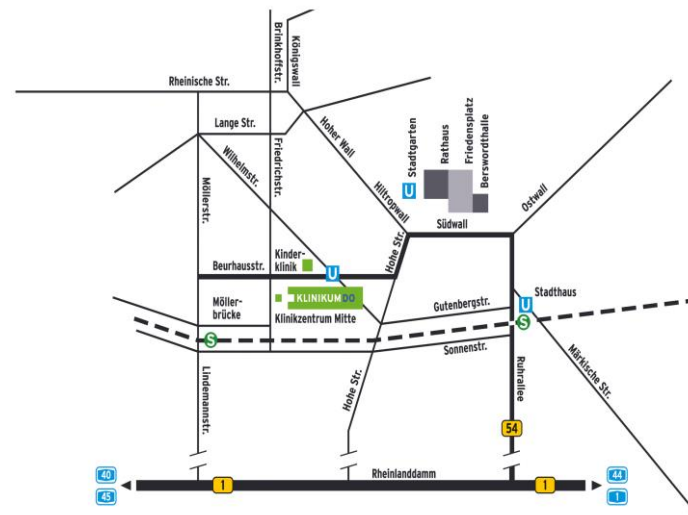 Brinkhoffstr.
Königswall
Rheinische Str.
Lange Str.
Hoher Wall
Wilhelmstr.
Friedrichstr.
Möllerstr.
Hiltropwall
U
Stadtgarten
Rathaus
Friedensplatz
Berswordthalle
Ostwall
Südwall
Hohe Str.
Kinder-
klinik
Beurhausstr.
U
KLINIKUMDO
Klinikzentrum Mitte
Möller-
brücke
Gutenbergstr.
U
Stadthaus
S
S
Sonnenstr.
Märkische Str.
Lindemannstr.
Hohe Str.
Ruhrallee
54
Rheinlanddamm
40
45
1
1
44
1